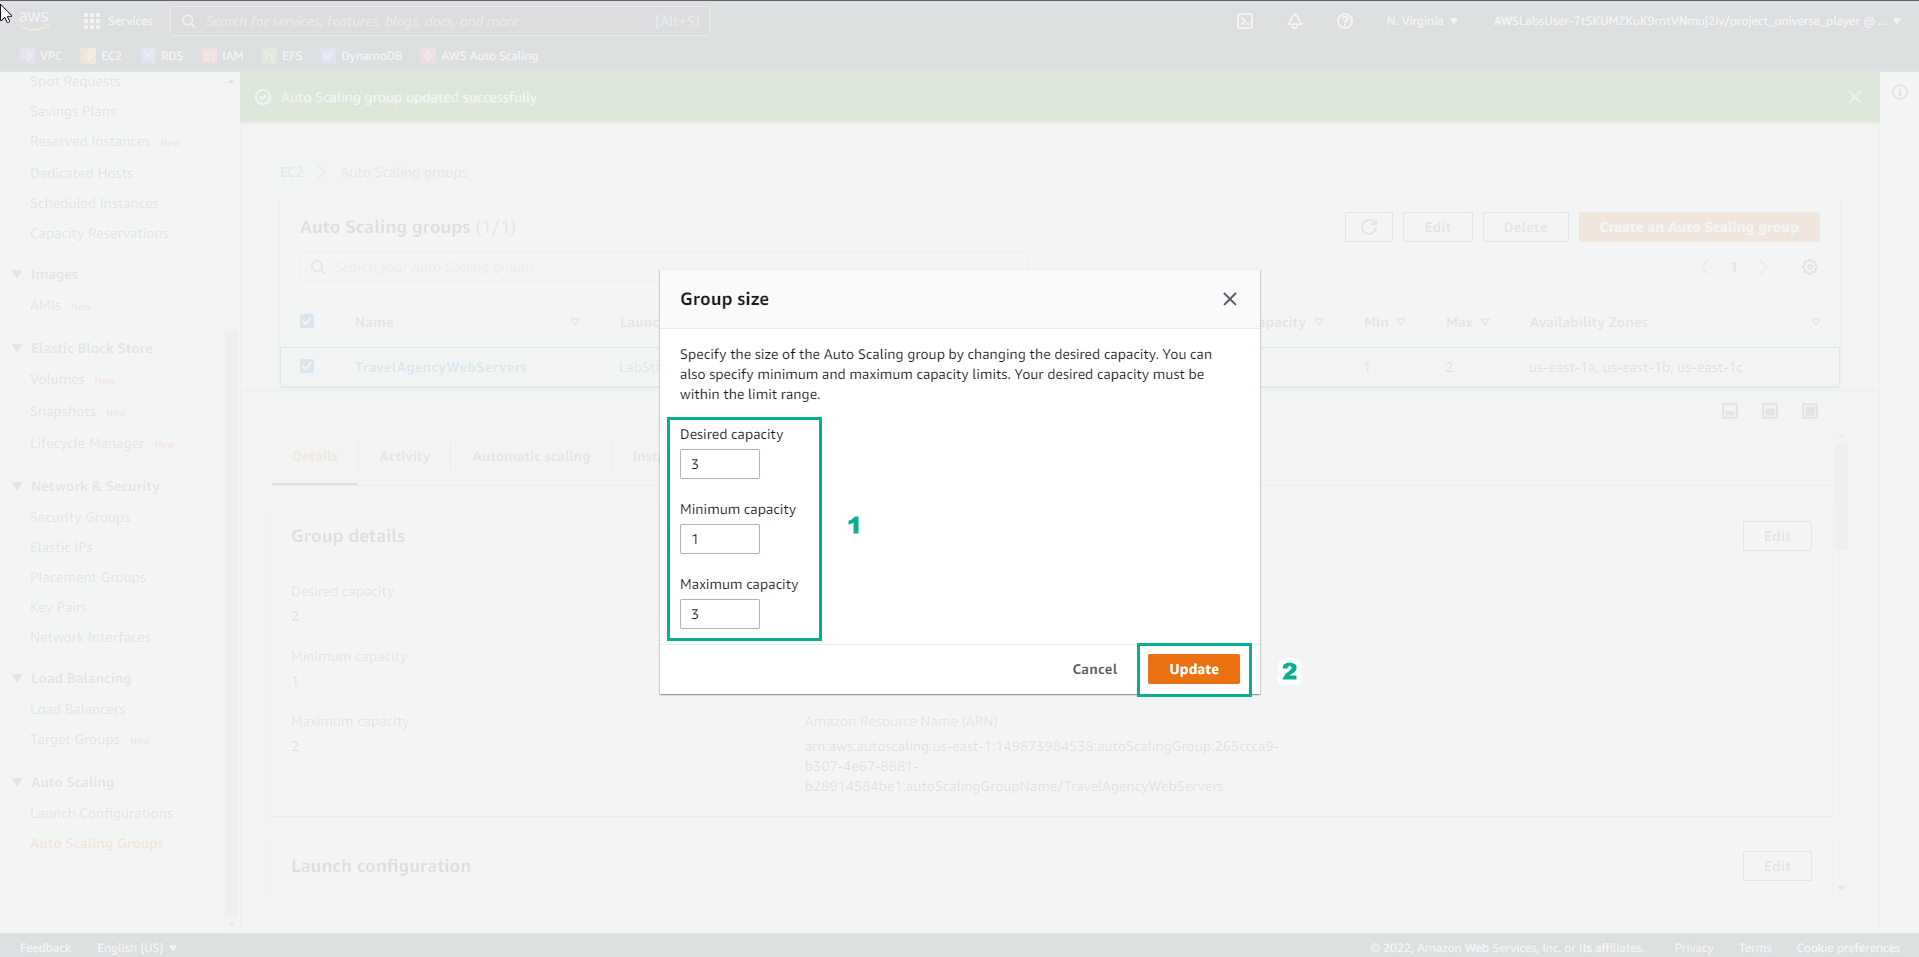 aws
Services
Search for services, features, blogs, docs, and more
[Alt+S]
N. Virginia
VPC
EC2
RDS
IAM
EFS
DynamoDB
AWS Auto Scaling
Spot Requests
Savings Plans
Reserved Instances New
Dedicated Hosts
Scheduled Instances
Capacity Reservations
Images
AMIs New
Elastic Block Store
Volumes New
Snapshots New
Lifecycle Manager New
Network & Security
Security Groups
Elastic IPs
Placement Groups
Key Pairs
Network Interfaces
Load Balancing
Load Balancers
Target Groups New
Auto Scaling
Launch Configurations
Auto Scaling Groups
Auto Scaling group updated successfully
EC2
Auto Scaling groups
Auto Scaling groups (1/1)
Edit
Delete
Create an Auto Scaling group
Search your Auto Scaling groups
1
Name
Launc
apacity
Min
Max
Availability Zones
TravelAgencyWebServers
LabSta
1
2
us-east-1a, us-east-1b, us-east-1c
Details
Activity
Automatic scaling
Inst
Group details
Edit
Desired capacity
2
Minimum capacity
1
Maximum capacity
2
Amazon Resource Name (ARN)
arn:aws:autoscaling:us-east-1:149873984538:autoScalingGroup:265ccca9-
b307-4e67-8881-
b28914584be1:autoScalingGroupName/TravelAgencyWebServers
Launch configuration
Edit
Group size
Specify the size of the Auto Scaling group by changing the desired capacity. You can
also specify minimum and maximum capacity limits. Your desired capacity must be
within the limit range.
Desired capacity
3
Minimum capacity
1
Maximum capacity
3
1
Cancel
Update
2
Feedback
English (US)
© 2022, Amazon Web Services, Inc. or its affiliates.
Privacy
Terms
Cookie preferences